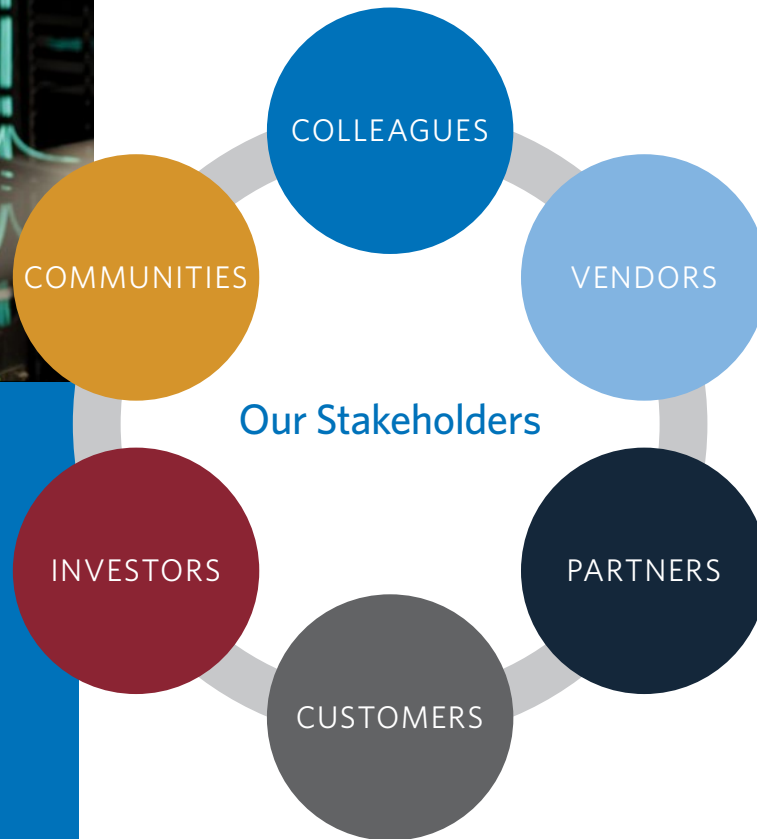 COLLEAGUES
COMMUNITIES
VENDORS
Our Stakeholders
INVESTORS
PARTNERS
CUSTOMERS